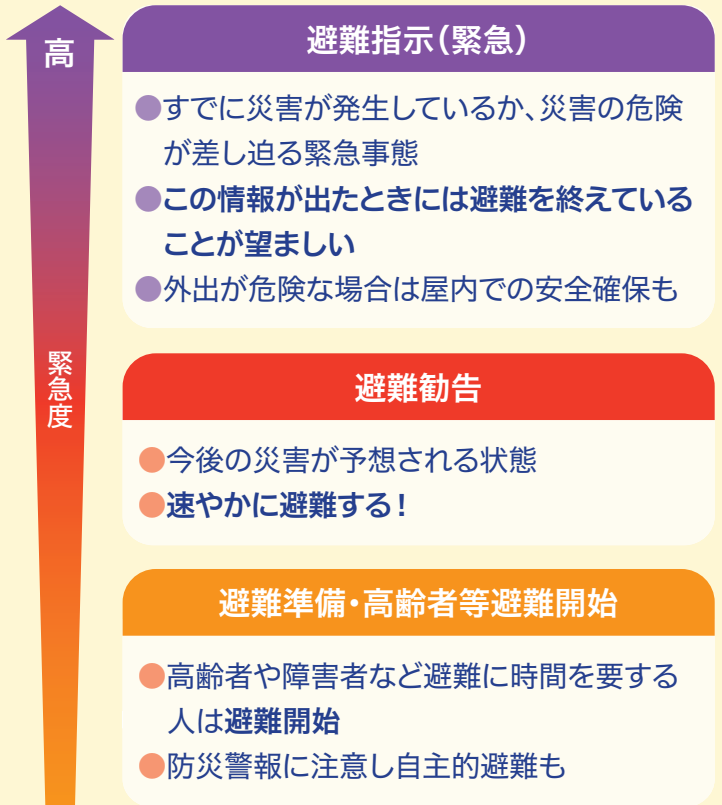 高
緊急度
避難指示(緊急)
●すでに災害が発生しているか、災害の危険
が差し迫る緊急事態
●この情報が出たときには避難を終えている
ことが望ましい
●外出が危険な場合は屋内での安全確保も
避難勧告
●今後の災害が予想される状態
●速やかに避難する!
避難準備・高齢者等避難開始
●高齢者や障害者など避難に時間を要する
人は避難開始
●防災警報に注意し自主的避難も